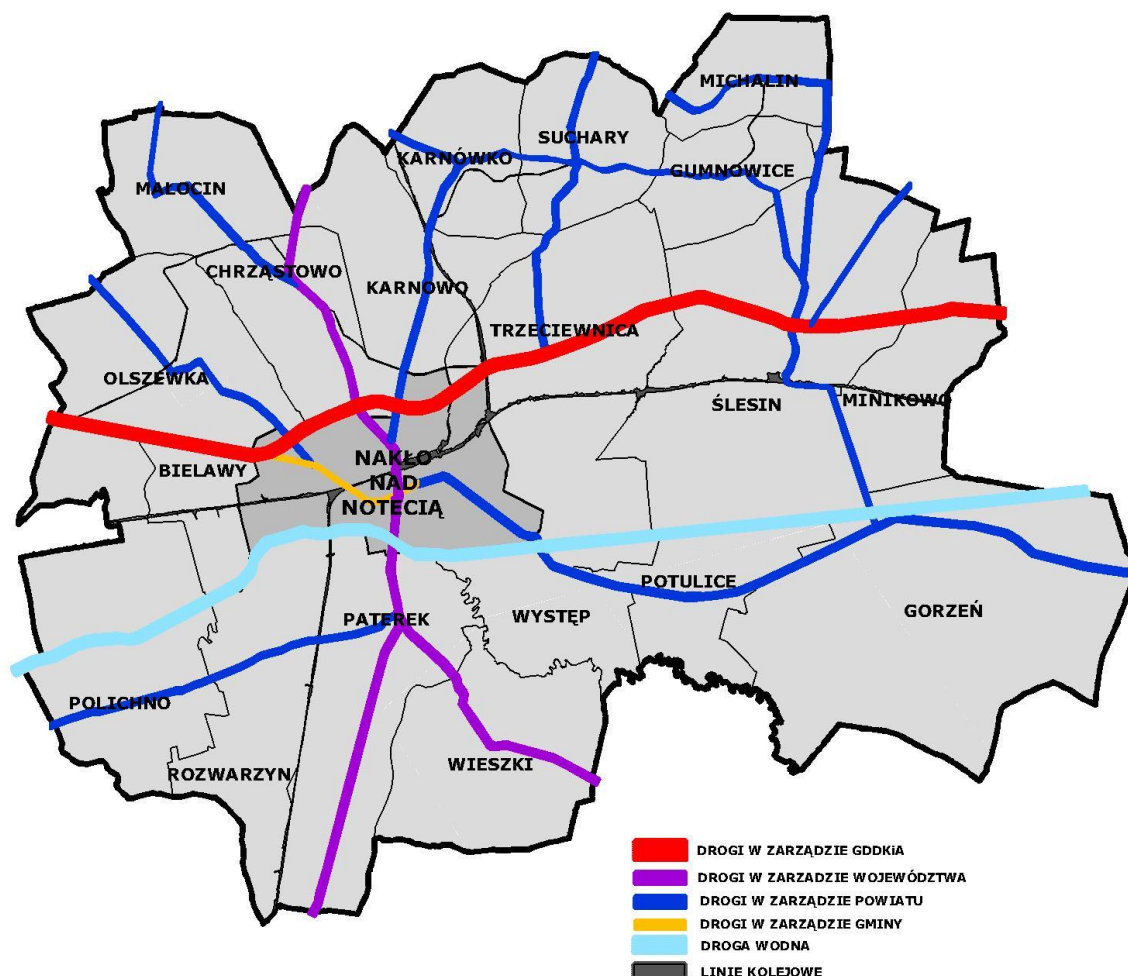 MICHALIN
SUCHARY
KARNÓWKO
GUMNOWICE
MAŁOCIN
CHRZĄSTOWO
KARNOWO
TRZECIEWNICA
OLSZEWKA
ŚLESIN
MINIKOWO
BIELAWY
NAKŁO
NAD
NOTECIĄ
POTULICE
GORZEŃ
WYSTĘP
PATEREK
POLICHNO
WIESZKI
ROZWARZYN
DROGI W ZARZĄDZIE GDDKiA
DROGI W ZARZADZIE WOJEWÓDZTWA
DROGI W ZARZĄDZIE POWIATU
DROGI W ZARZĄDZIE GMINY
DROGA WODNA
LINIE KOLEJOWE